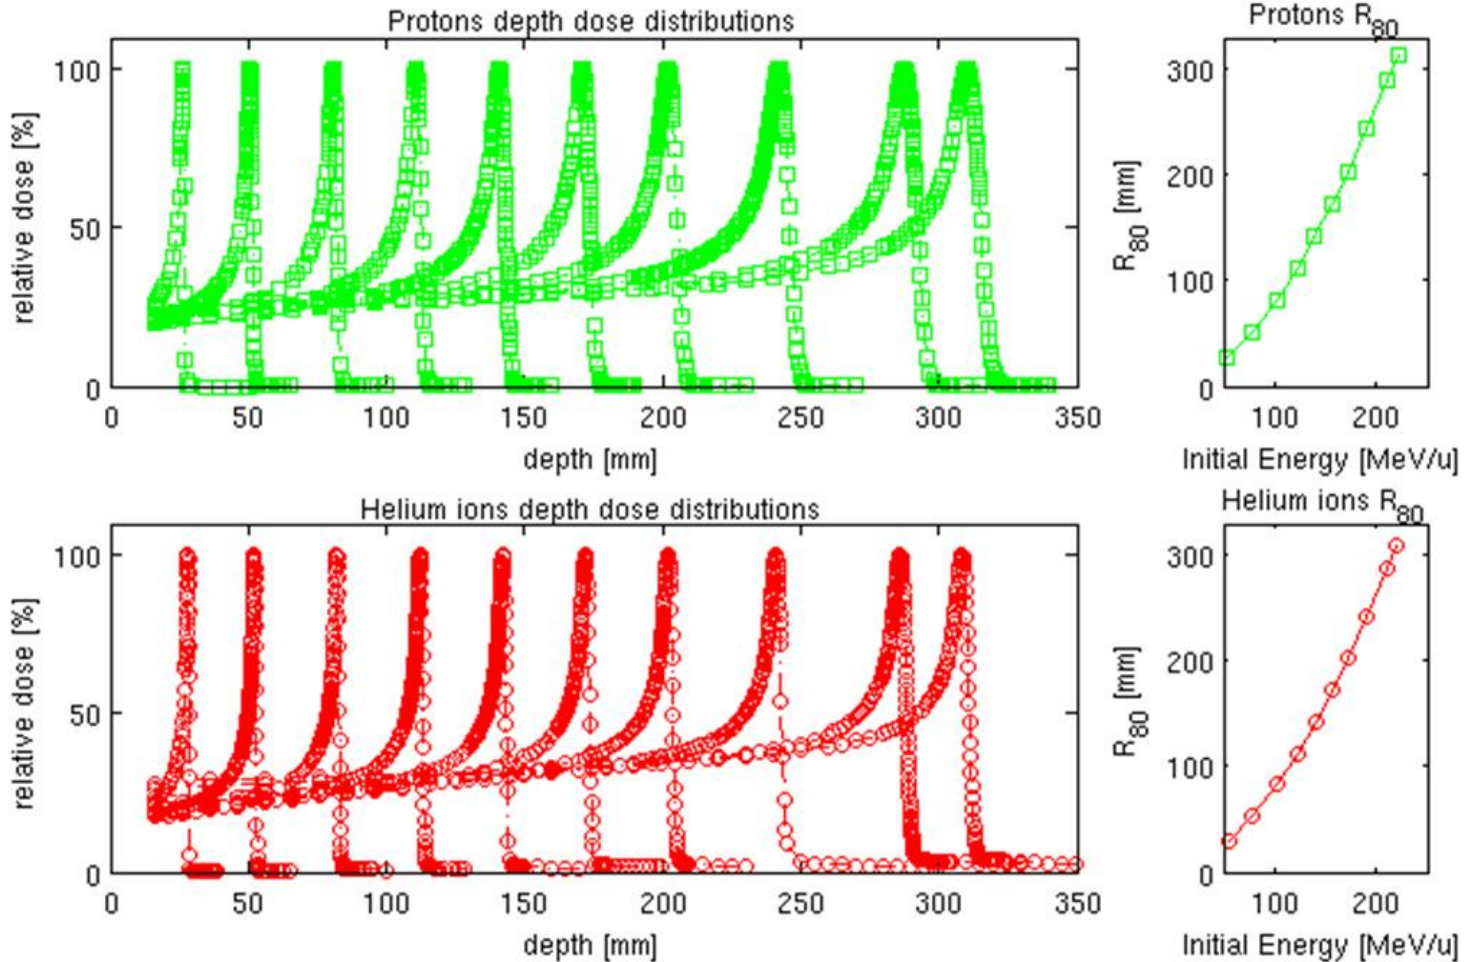 Protons depth dose distributions
relative dose [%]
100
50
0
0 50 100 150 200 250 300 350
depth [mm]
Protons R80
R80 [mm]
300
200
100
0
100 200
Initial Energy [MeV/u]
Helium ions depth dose distributions
relative dose [%]
100
50
0
0 50 100 150 200 250 300 350
depth [mm]
Helium ions R80
R80 [mm]
300
200
100
0
100 200
Initial Energy [MeV/u]